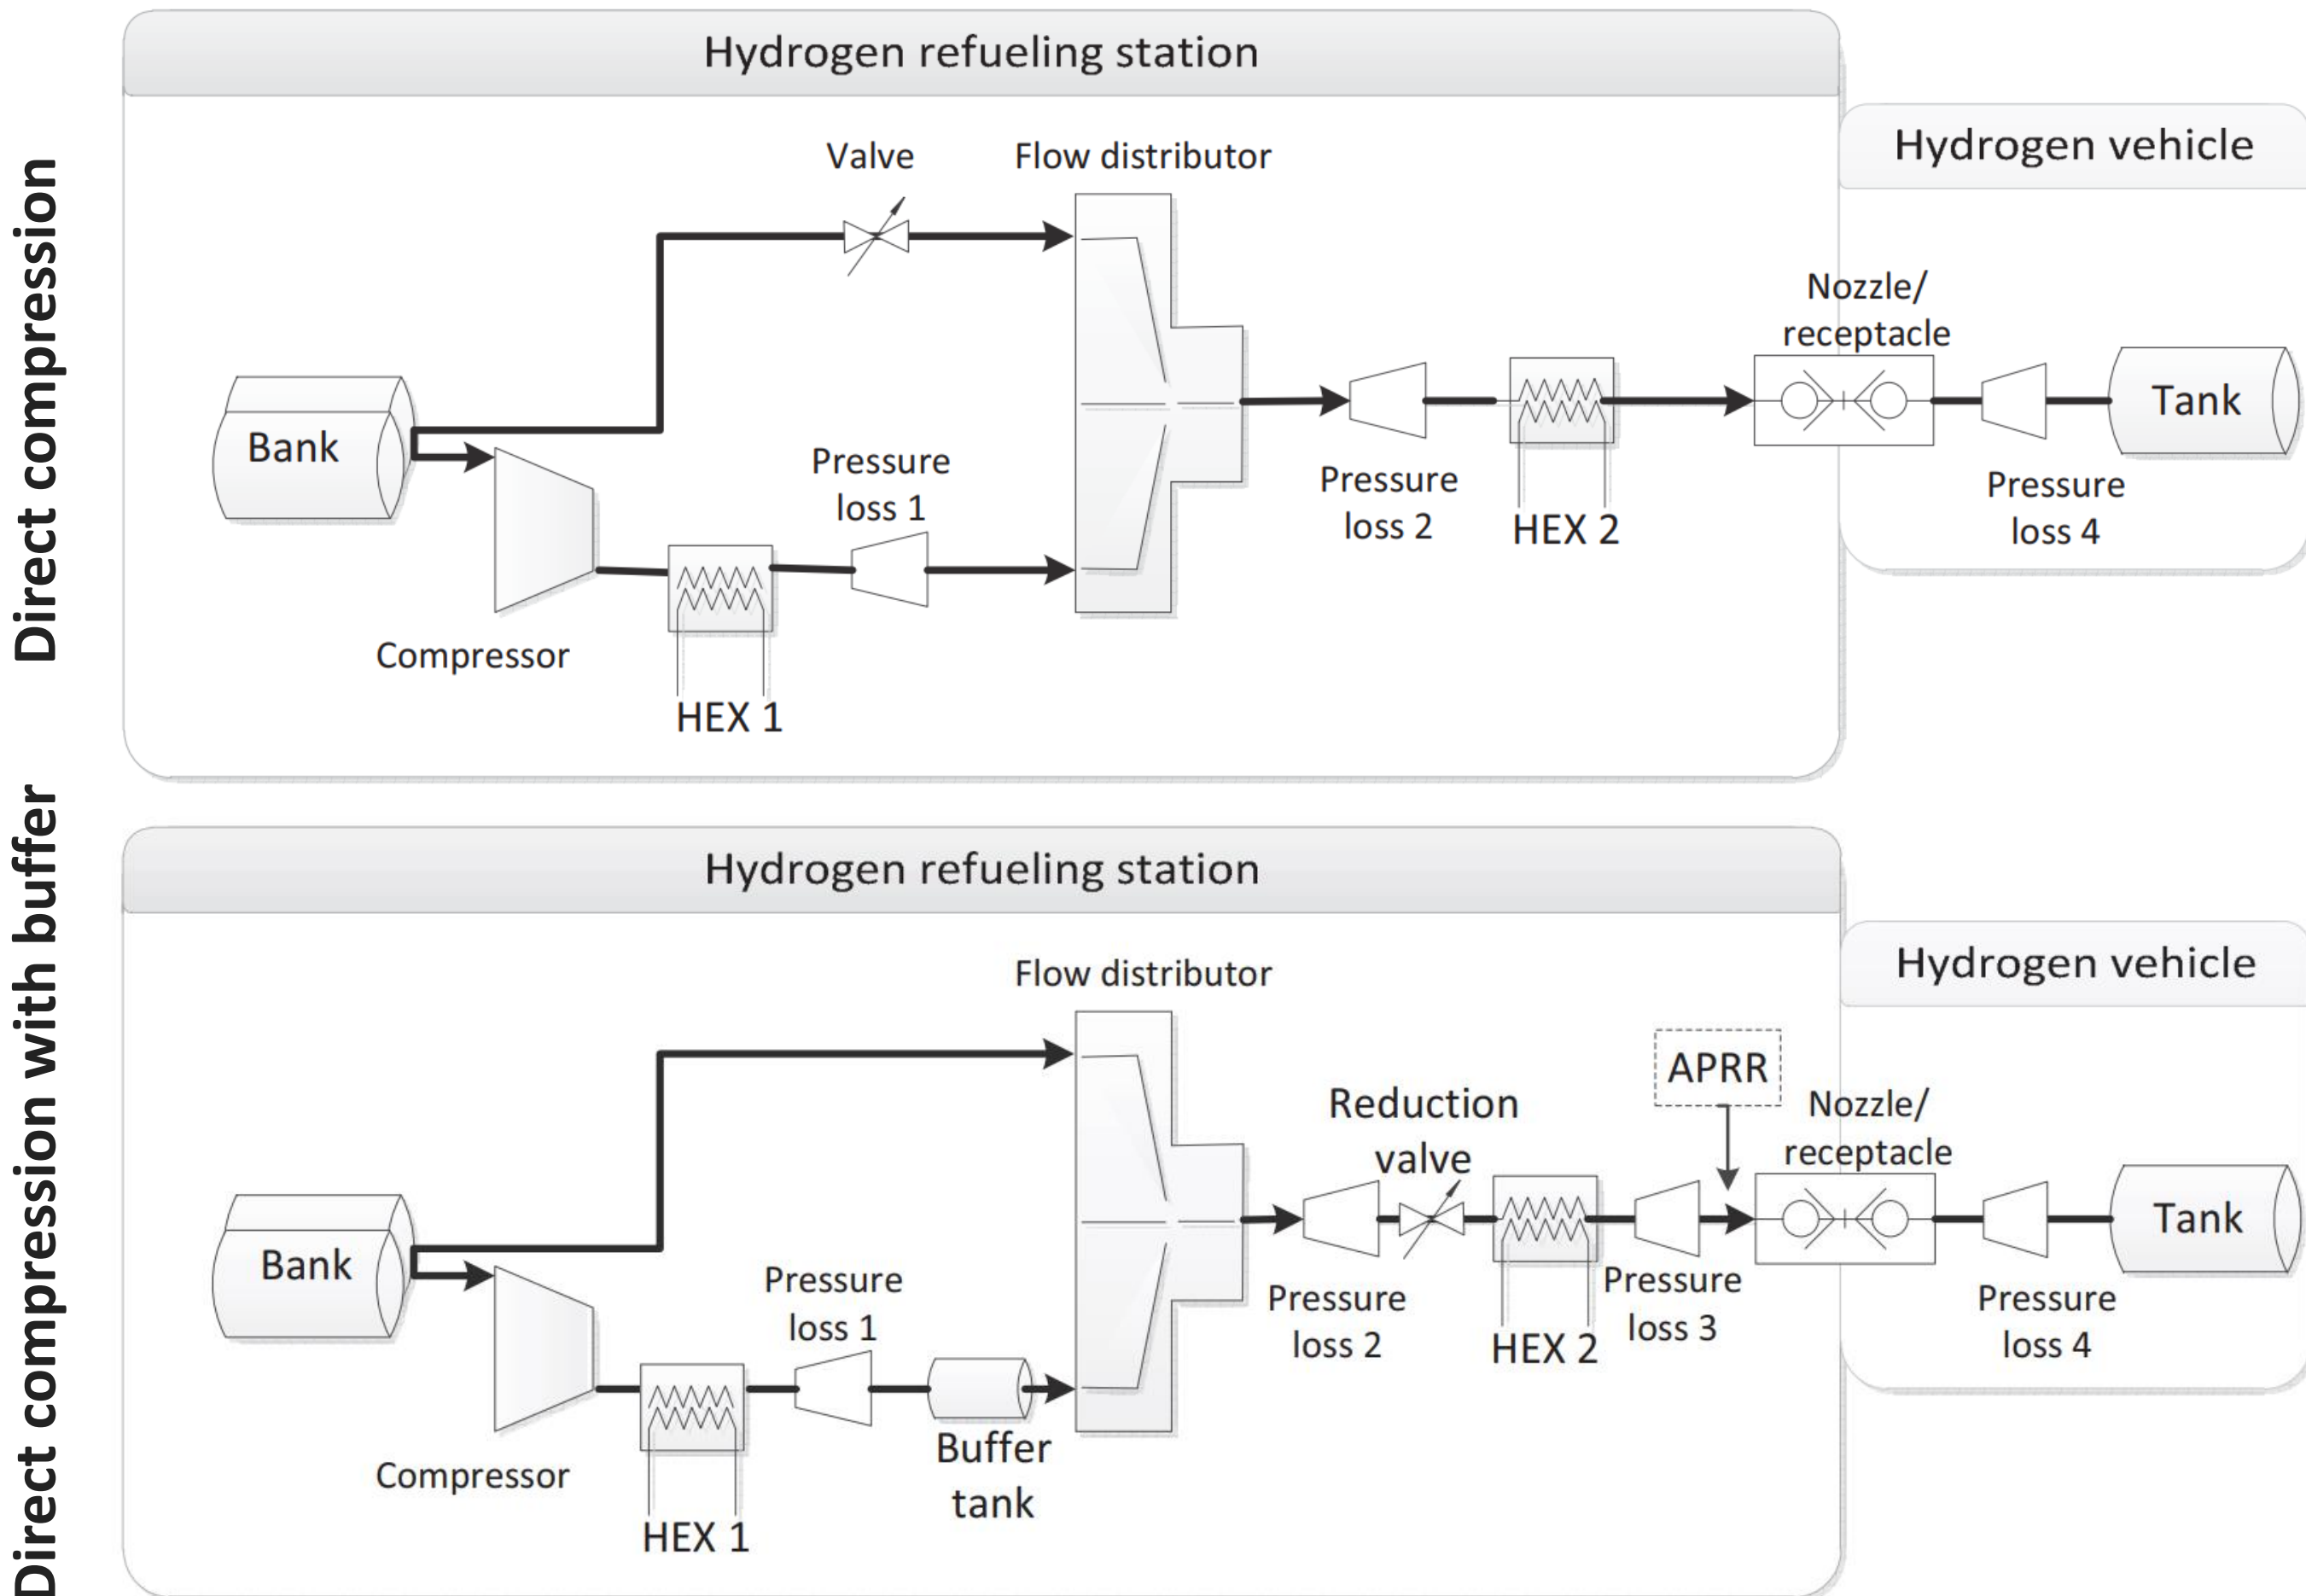 Direct compression
Hydrogen refueling station
Hydrogen vehicle
Valve
Flow distributor
Nozzle/
receptacle
Bank
Tank
Pressure
loss 1
Pressure
loss 2
HEX 2
Pressure
loss 4
Compressor
HEX 1
Direct compression with buffer
Hydrogen refueling station
Hydrogen vehicle
Flow distributor
APRR
Reduction
valve
Nozzle/
receptacle
Bank
Tank
Pressure
loss 1
Pressure
loss 2
HEX 2
Pressure
loss 3
Pressure
loss 4
Compressor
Buffer
tank
HEX 1